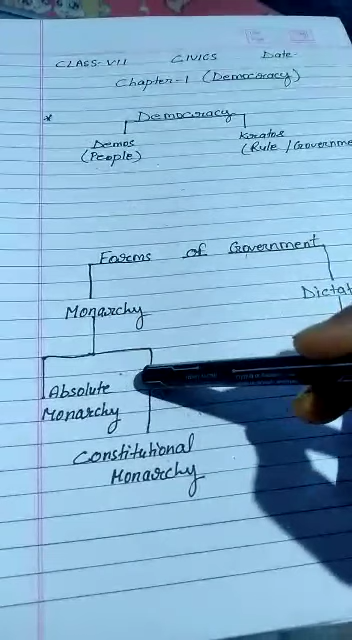 CLASS-VII CIVICS Date-
Chapter-1 (Democracy)
* Democracy
Demos Kratos
(People) (Rule / Governme
Forms of Government
Monarchy Dictat
Absolute
Monarchy
Constitutional
Monarchy